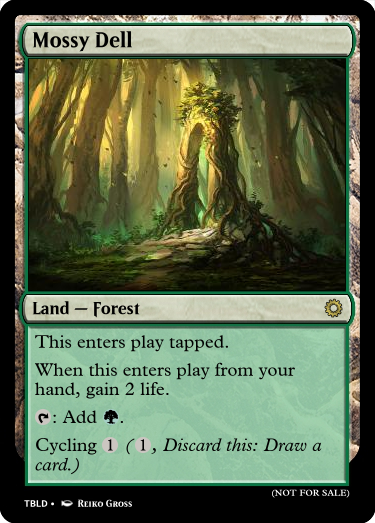 Mossy Dell
Land — Forest
This enters play tapped.
When this enters play from your
hand, gain 2 life.
: Add .
Cycling 1 ( 1 , Discard this: Draw a
card.)
(NOT FOR SALE)
TBLD • Reiko Gross